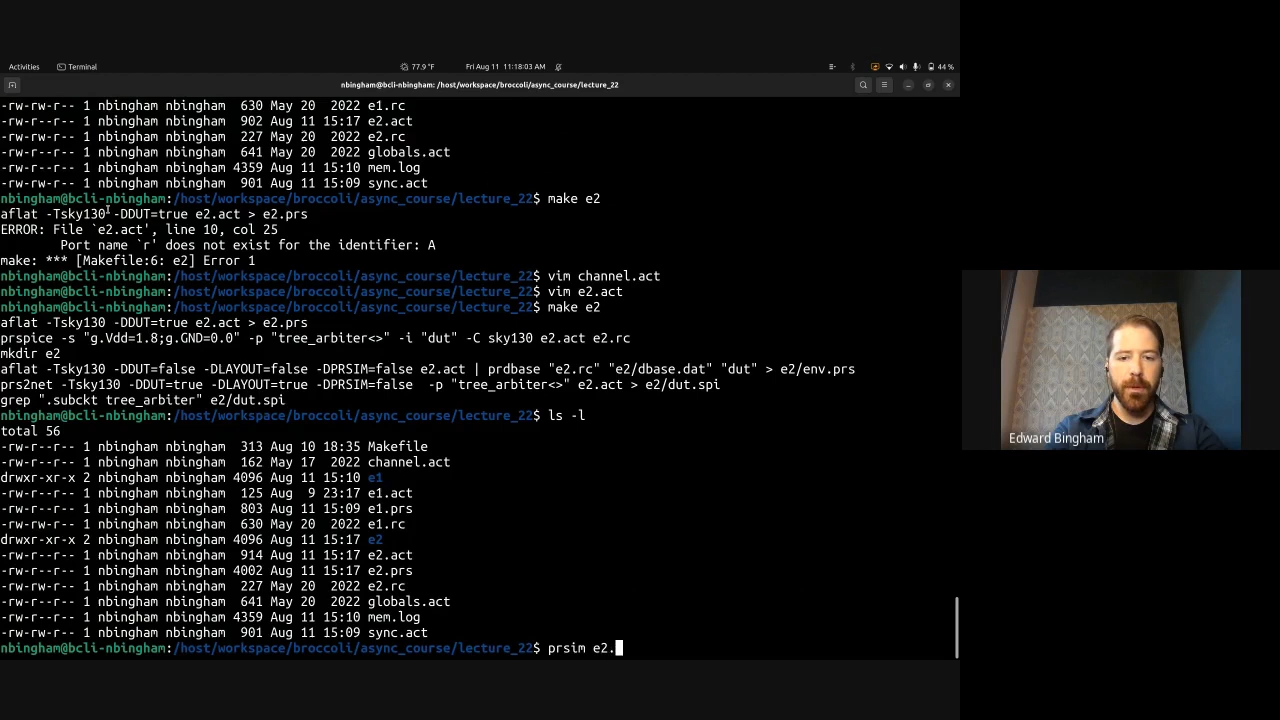 Activities Terminal 77.9 °F Fri Aug 11 11:18:03 AM 44 %
nbingham@bcli-nbingham: /host/workspace/broccoli/async_course/lecture_22
-rw-rw-r-- 1 nbingham nbingham  630 May 20  2022 e1.rc
-rw-r--r-- 1 nbingham nbingham  902 Aug 11 15:17 e2.act
-rw-rw-r-- 1 nbingham nbingham  227 May 20  2022 e2.rc
-rw-rw-r-- 1 nbingham nbingham  641 May 20  2022 globals.act
-rw-rw-r-- 1 nbingham nbingham 4359 Aug 11 15:10 mem.log
-rw-rw-r-- 1 nbingham nbingham  901 Aug 11 15:09 sync.act
nbingham@bcli-nbingham:/host/workspace/broccoli/async_course/lecture_22$ make e2
aflat -Tsky130 -DDUT=true e2.act > e2.prs
ERROR: File `e2.act', line 10, col 25
Port name `r' does not exist for the identifier: A
make: *** [Makefile:6: e2] Error 1
nbingham@bcli-nbingham:/host/workspace/broccoli/async_course/lecture_22$ vim channel.act
nbingham@bcli-nbingham:/host/workspace/broccoli/async_course/lecture_22$ vim e2.act
nbingham@bcli-nbingham:/host/workspace/broccoli/async_course/lecture_22$ make e2
aflat -Tsky130 -DDUT=true e2.act > e2.prs
prspice -s "g.Vdd=1.8;g.GND=0.0" -p "tree_arbiter<>" -i "dut" -C sky130 e2.act e2.rc
mkdir e2
aflat -Tsky130 -DDUT=false -DLAYOUT=false -DPRSIM=false e2.act | prdbase "e2.rc" "e2/dbase.dat" "dut" > e2/env.prs
prs2net -Tsky130 -DDUT=true -DLAYOUT=true -DPRSIM=false  -p "tree_arbiter<>" e2.act > e2/dut.spi
grep ".subckt tree_arbiter" e2/dut.spi
nbingham@bcli-nbingham:/host/workspace/broccoli/async_course/lecture_22$ ls -l
total 56
-rw-r--r-- 1 nbingham nbingham  313 Aug 10 18:35 Makefile
-rw-rw-r-- 1 nbingham nbingham  162 May 17  2022 channel.act
drwxr-xr-x 2 nbingham nbingham 4096 Aug 11 15:10 e1
-rw-r--r-- 1 nbingham nbingham  125 Aug  9 23:17 e1.act
-rw-r--r-- 1 nbingham nbingham  803 Aug 11 15:09 e1.prs
-rw-rw-r-- 1 nbingham nbingham  630 May 20  2022 e1.rc
drwxr-xr-x 2 nbingham nbingham 4096 Aug 11 15:17 e2
-rw-r--r-- 1 nbingham nbingham  914 Aug 11 15:17 e2.act
-rw-r--r-- 1 nbingham nbingham 4002 Aug 11 15:17 e2.prs
-rw-rw-r-- 1 nbingham nbingham  227 May 20  2022 e2.rc
-rw-rw-r-- 1 nbingham nbingham  641 May 20  2022 globals.act
-rw-rw-r-- 1 nbingham nbingham 4359 Aug 11 15:10 mem.log
-rw-rw-r-- 1 nbingham nbingham  901 Aug 11 15:09 sync.act
nbingham@bcli-nbingham:/host/workspace/broccoli/async_course/lecture_22$ prsim e2.
Edward Bingham